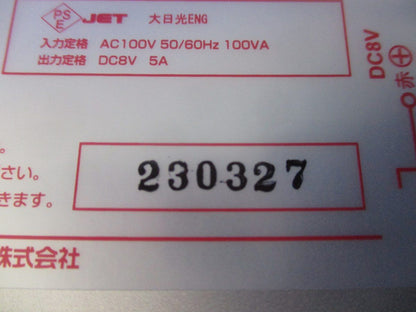 PS
E JET 大日光ENG
入力定格 AC100V 50/60Hz 100VA
出力定格 DC8V 5A
DC8V
赤 ⊕
さい。
きます。
230327
株式会社